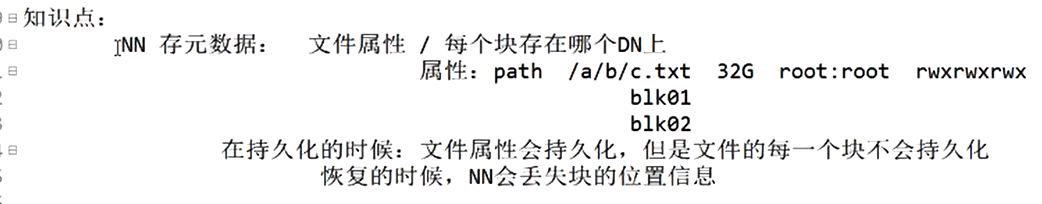 知识点：
NN 存元数据： 文件属性 / 每个块存在哪个DN上
属性：path /a/b/c.txt 32G root:root rwxrwxrwx
blk01
blk02
在持久化的时候：文件属性会持久化，但是文件的每一个块不会持久化
恢复的时候，NN会丢失块的位置信息